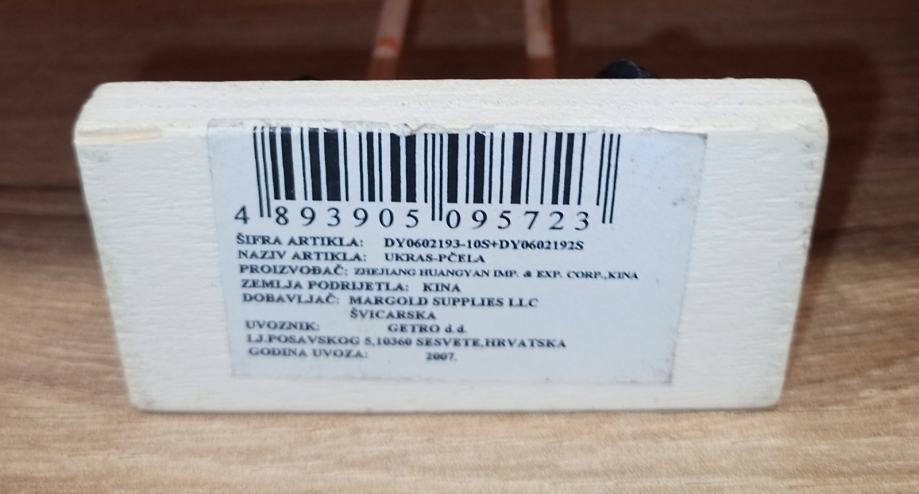 4 893905 095723
ŠIFRA ARTIKLA: DY0602193-10S+DY0602192S
NAZIV ARTIKLA: UKRAS-PČELA
PROIZVOĐAČ: ZHEJIANG HUANGYAN IMP. & EXP. CORP.,KINA
ZEMLJA PODRIJETLA: KINA
DOBAVLJAČ: MARGOLD SUPPLIES LLC
ŠVICARSKA
UVOZNIK: GETRO d.d.
LJ.POSAVSKOG 5,10360 SESVETE,HRVATSKA
GODINA UVOZA: 2007.